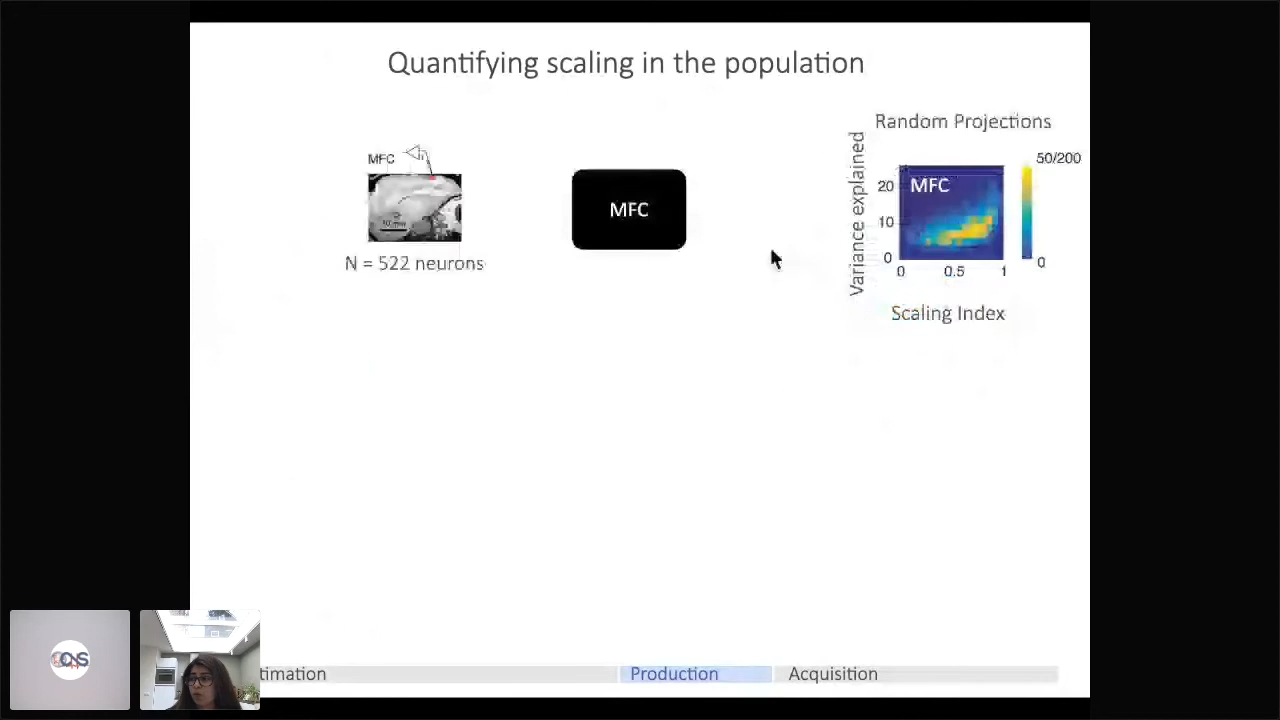 Quantifying scaling in the population
MFC
N = 522 neurons
MFC
Random Projections
Variance explained
20
10
0
MFC
0 0.5 1
50/200
0
Scaling Index
timation
Production
Acquisition